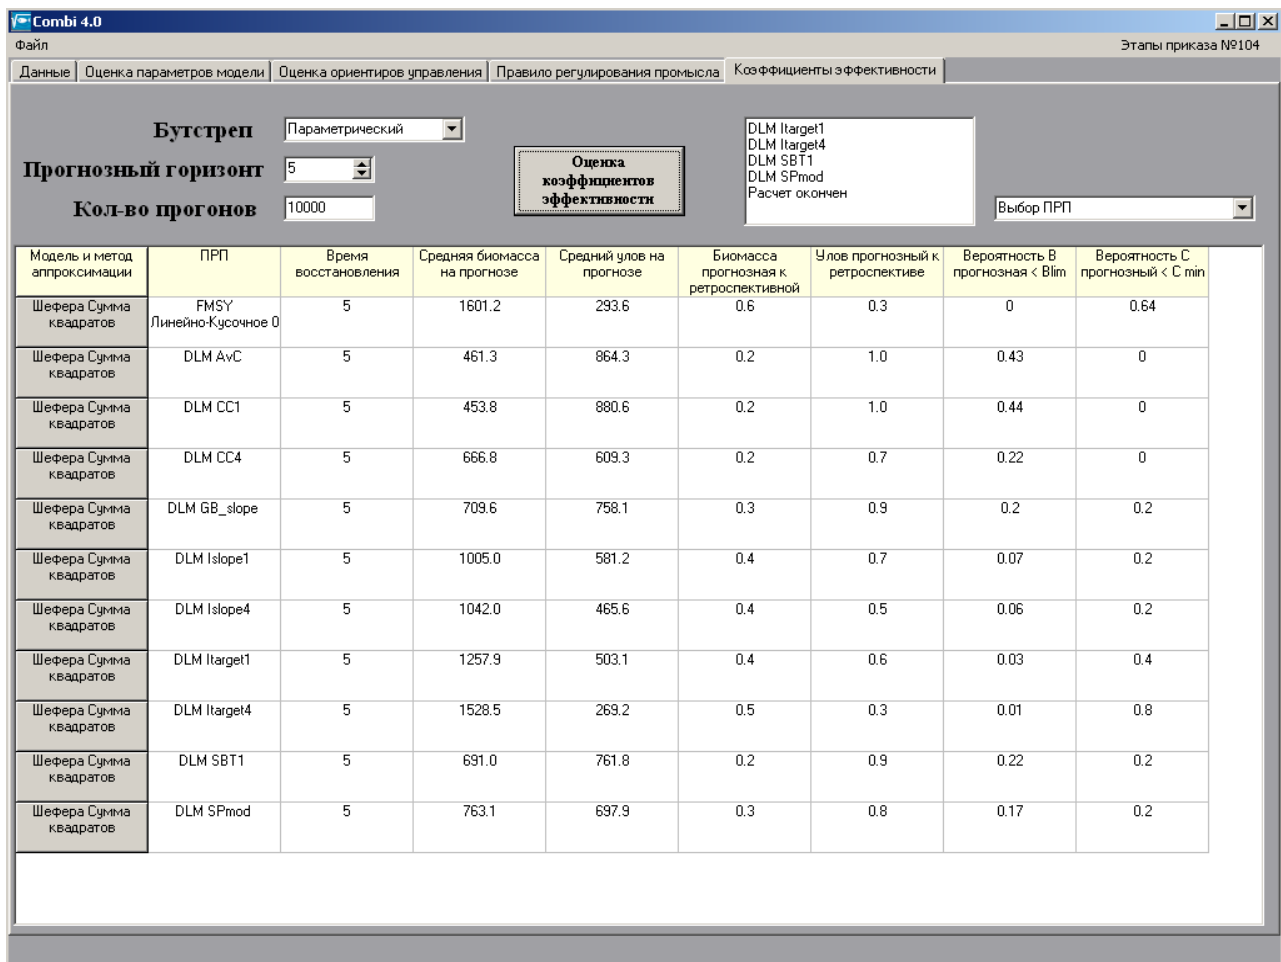 Combi 4.0
Файл
Этапы приказа №104
Данные
Оценка параметров модели
Оценка ориентиров управления
Правило регулирования промысла
Коэффициенты эффективности
Бутстреп
Параметрический
Прогнозный горизонт
5
Кол-во прогонов
10000
Оценка
коэффициентов
эффективности
DLM Itarget1
DLM Itarget4
DLM SBT1
DLM SPmod
Расчет окончен
Выбор ПРП
Модель и метод
аппроксимации
ПРП
Время
восстановления
Средняя биомасса
на прогнозе
Средний улов на
прогнозе
Биомасса
прогнозная к
ретроспективной
Улов прогнозный к
ретроспективе
Вероятность B
прогнозная < Blim
Вероятность C
прогнозный < C min
Шефера Сумма
квадратов
FMSY
Линейно-Кусочное 0
5
1601.2
293.6
0.6
0.3
0
0.64
Шефера Сумма
квадратов
DLM AvC
5
461.3
864.3
0.2
1.0
0.43
0
Шефера Сумма
квадратов
DLM CC1
5
453.8
880.6
0.2
1.0
0.44
0
Шефера Сумма
квадратов
DLM CC4
5
666.8
609.3
0.2
0.7
0.22
0
Шефера Сумма
квадратов
DLM GB_slope
5
709.6
758.1
0.3
0.9
0.2
0.2
Шефера Сумма
квадратов
DLM Islope1
5
1005.0
581.2
0.4
0.7
0.07
0.2
Шефера Сумма
квадратов
DLM Islope4
5
1042.0
465.6
0.4
0.5
0.06
0.2
Шефера Сумма
квадратов
DLM Itarget1
5
1257.9
503.1
0.4
0.6
0.03
0.4
Шефера Сумма
квадратов
DLM Itarget4
5
1528.5
269.2
0.5
0.3
0.01
0.8
Шефера Сумма
квадратов
DLM SBT1
5
691.0
761.8
0.2
0.9
0.22
0.2
Шефера Сумма
квадратов
DLM SPmod
5
763.1
697.9
0.3
0.8
0.17
0.2